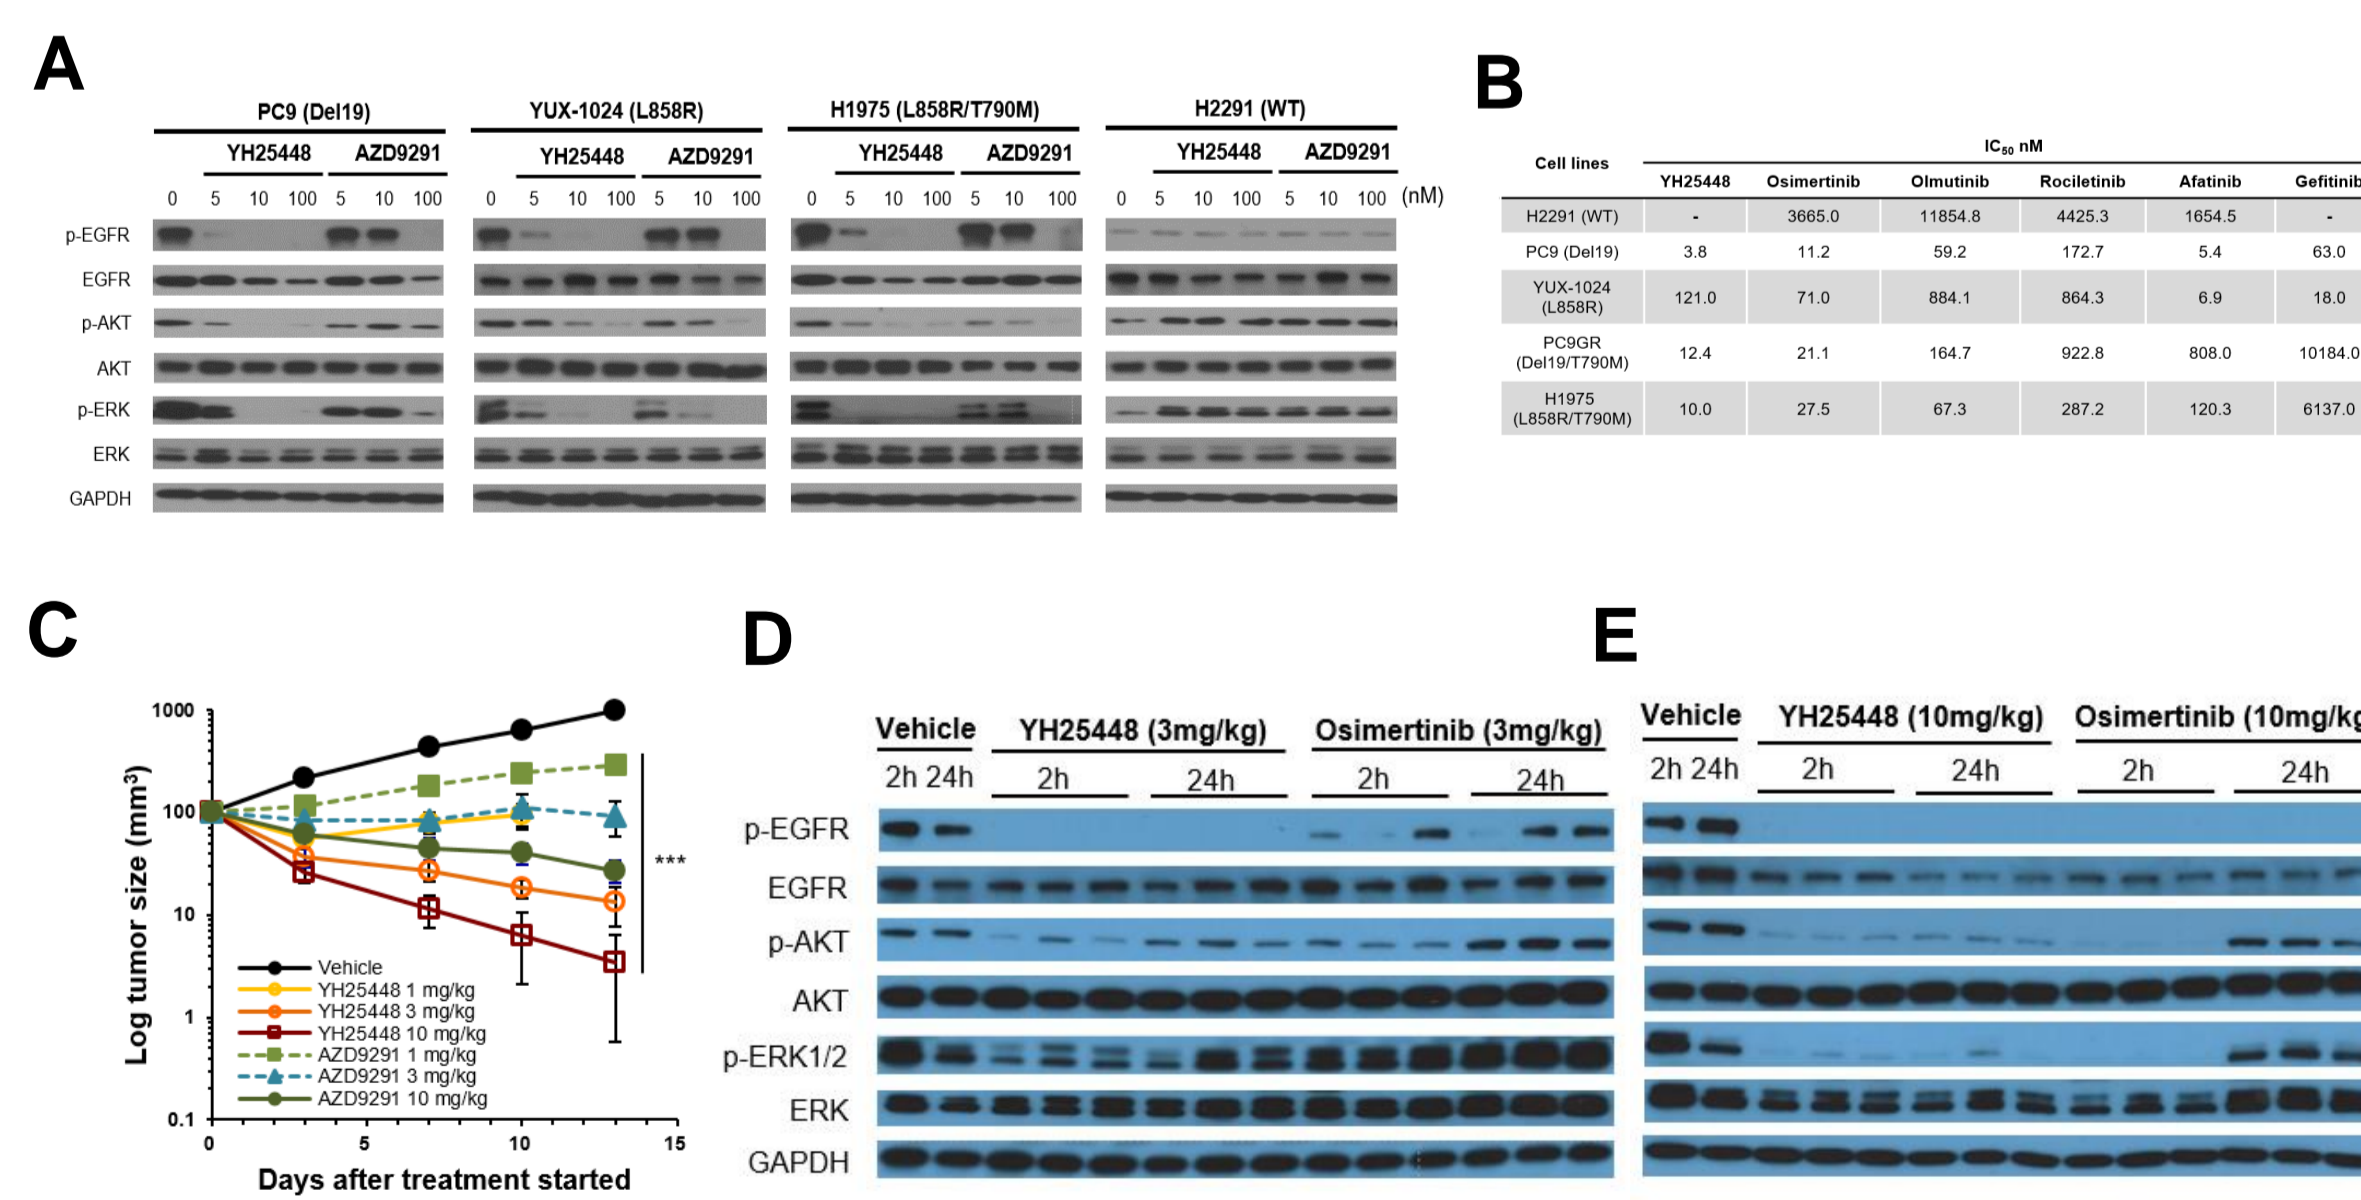 A
PC9 (Del19) YUX-1024 (L858R) H1975 (L858R/T790M) H2291 (WT)
YH25448 AZD9291 YH25448 AZD9291 YH25448 AZD9291 YH25448 AZD9291
0 5 10 100 5 10 100 0 5 10 100 5 10 100 0 5 10 100 5 10 100 0 5 10 100 5 10 100 (nM)
p-EGFR
EGFR
p-AKT
AKT
p-ERK
ERK
GAPDH
B
Cell lines IC50 nM
YH25448 Osimertinib Olmutinib Rociletinib Afatinib Gefitinib
H2291 (WT) - 3665.0 11854.8 4425.3 1654.5 -
PC9 (Del19) 3.8 11.2 59.2 172.7 5.4 63.0
YUX-1024
(L858R) 121.0 71.0 884.1 864.3 6.9 18.0
PC9GR
(Del19/T790M) 12.4 21.1 164.7 922.8 808.0 10184.0
H1975
(L858R/T790M) 10.0 27.5 67.3 287.2 120.3 6137.0
C
Log tumor size (mm³)
1000
100
10
1
0.1
0 5 10 15
Days after treatment started
***
Vehicle
YH25448 1 mg/kg
YH25448 3 mg/kg
YH25448 10 mg/kg
AZD9291 1 mg/kg
AZD9291 3 mg/kg
AZD9291 10 mg/kg
D
Vehicle YH25448 (3mg/kg) Osimertinib (3mg/kg)
2h 24h 2h 24h 2h 24h
p-EGFR
EGFR
p-AKT
AKT
p-ERK1/2
ERK
GAPDH
E
Vehicle YH25448 (10mg/kg) Osimertinib (10mg/kg
2h 24h 2h 24h 2h 24h